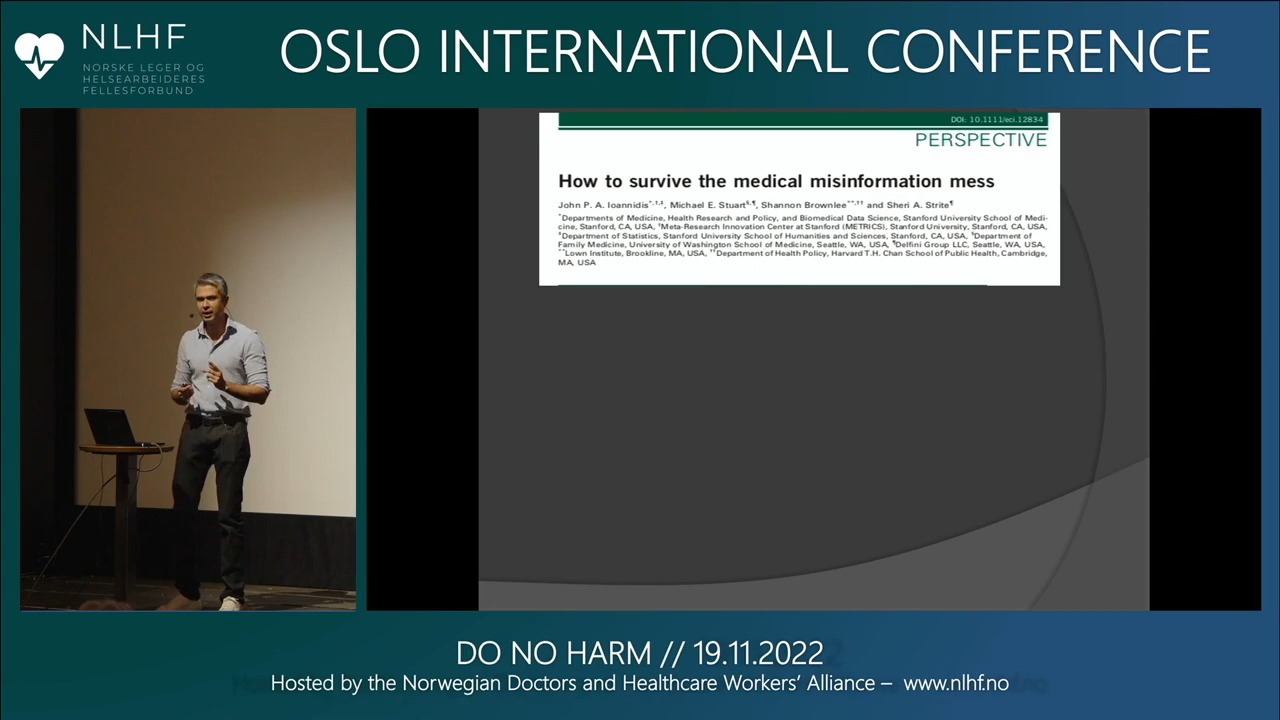 NLHF
NORSKE LEGER OG
HELSEARBEIDERES
FELLESFORBUND
OSLO INTERNATIONAL CONFERENCE
DOI: 10.1111/eci.12834
PERSPECTIVE
How to survive the medical misinformation mess
John P. A. Ioannidis*,†,‡, Michael E. Stuart§,¶, Shannon Brownlee**,†† and Sheri A. Strite¶
*Departments of Medicine, Health Research and Policy, and Biomedical Data Science, Stanford University School of Medi-
cine, Stanford, CA, USA, †Meta-Research Innovation Center at Stanford (METRICS), Stanford University, Stanford, CA, USA,
‡Department of Statistics, Stanford University School of Humanities and Sciences, Stanford, CA, USA, §Department of
Family Medicine, University of Washington School of Medicine, Seattle, WA, USA, ¶Delfini Group LLC, Seattle, WA, USA,
**Lown Institute, Brookline, MA, USA, ††Department of Health Policy, Harvard T.H. Chan School of Public Health, Cambridge,
MA, USA
DO NO HARM // 19.11.2022
Hosted by the Norwegian Doctors and Healthcare Workers' Alliance – www.nlhf.no